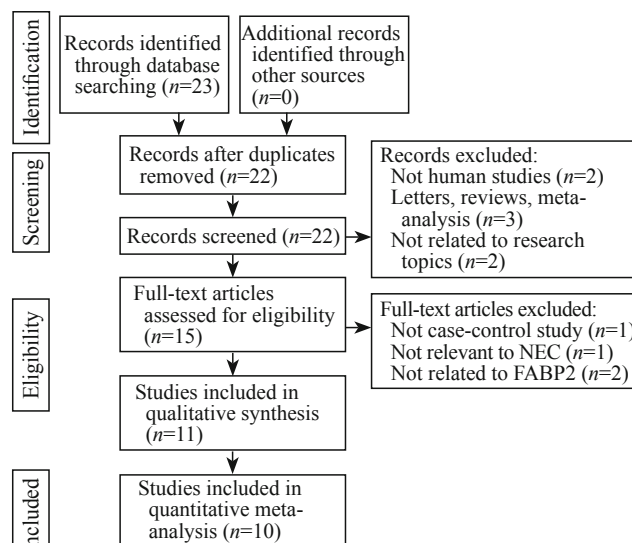 Identification
Records identified
through database
searching (n=23)
Additional records
identified through
other sources
(n=0)
Screening
Records after duplicates
removed (n=22)
Records screened (n=22)
Records excluded:
Not human studies (n=2)
Letters, reviews, meta-
analysis (n=3)
Not related to research
topics (n=2)
Eligibility
Full-text articles
assessed for eligibility
(n=15)
Full-text articles excluded:
Not case-control study (n=1)
Not relevant to NEC (n=1)
Not related to FABP2 (n=2)
Studies included in
qualitative synthesis
(n=11)
Studies included in
quantitative meta-
analysis (n=10)